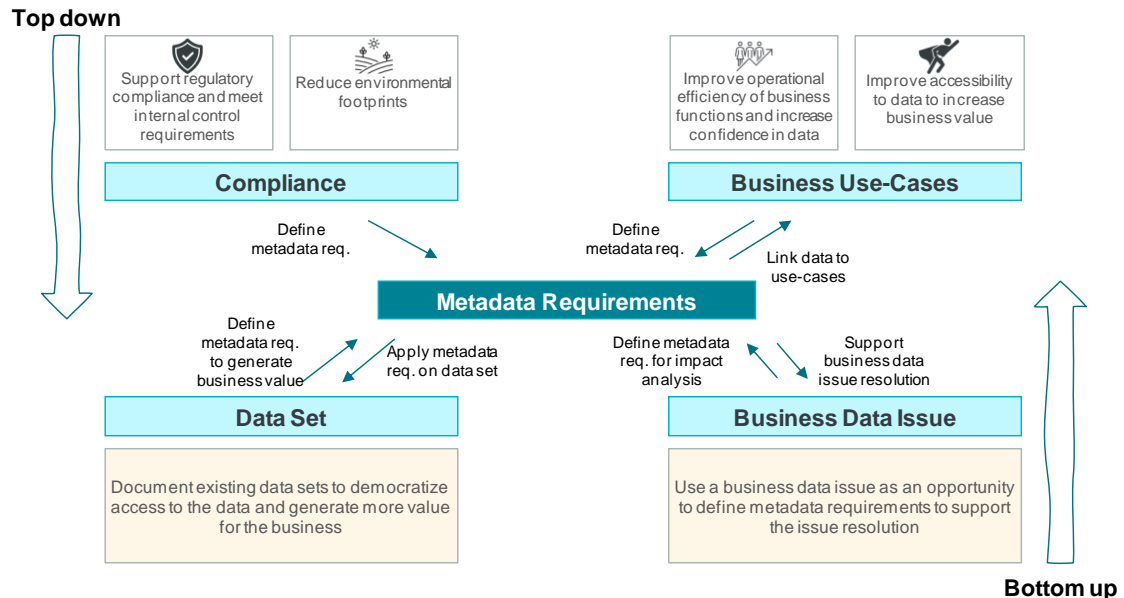 Top down
Support regulatory
compliance and meet
internal control
requirements
Reduce environmental
footprints
Improve operational
efficiency of business
functions and increase
confidence in data
Improve accessibility
to data to increase
business value
Compliance
Business Use-Cases
Define
metadata req.
Define
metadata req.
Link data to
use-cases
Metadata Requirements
Define
metadata req.
to generate
business value
Apply metadata
req. on data set
Define metadata
req. for impact
analysis
Support
business data
issue resolution
Data Set
Business Data Issue
Document existing data sets to democratize
access to the data and generate more value
for the business
Use a business data issue as an opportunity
to define metadata requirements to support
the issue resolution
Bottom up